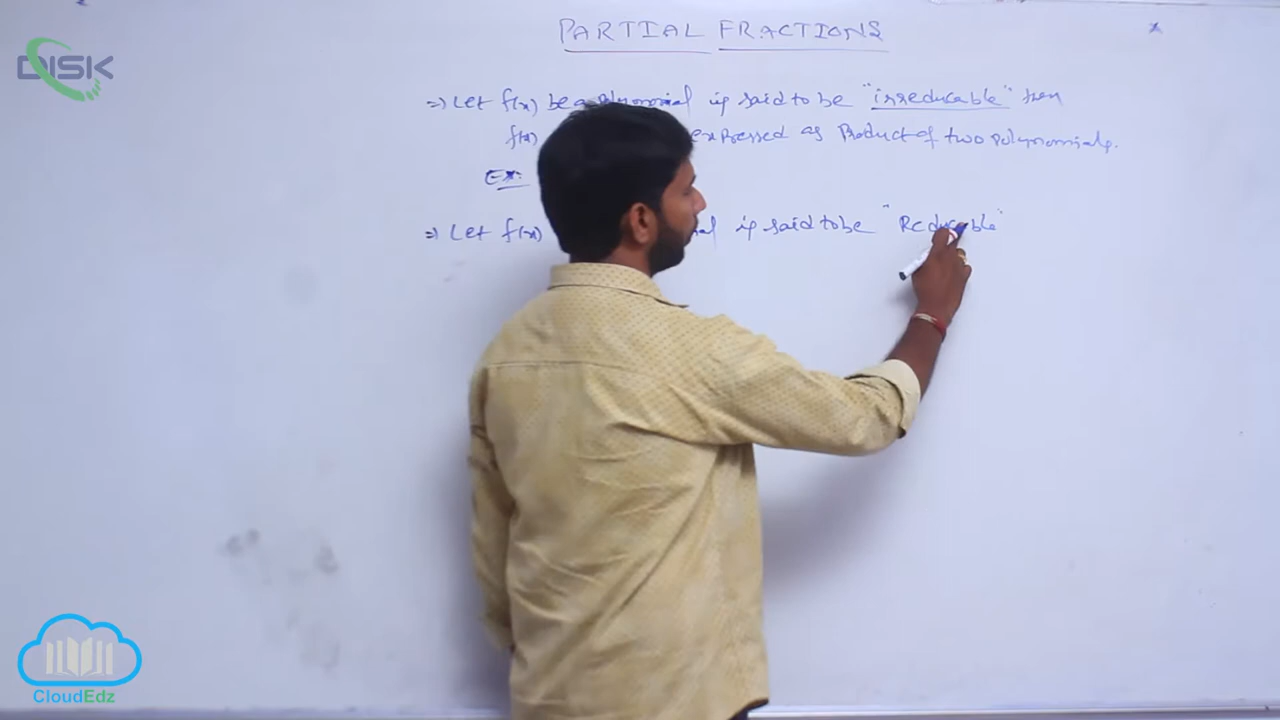 PARTIAL FRACTIONS
DISK
⇒ Let f(x) be a polynomial is said to be "irreducable" then
f(x) expressed as Product of two polynomials.
Ex:
⇒ Let f(x) is said to be "Reducable"
CloudEdz